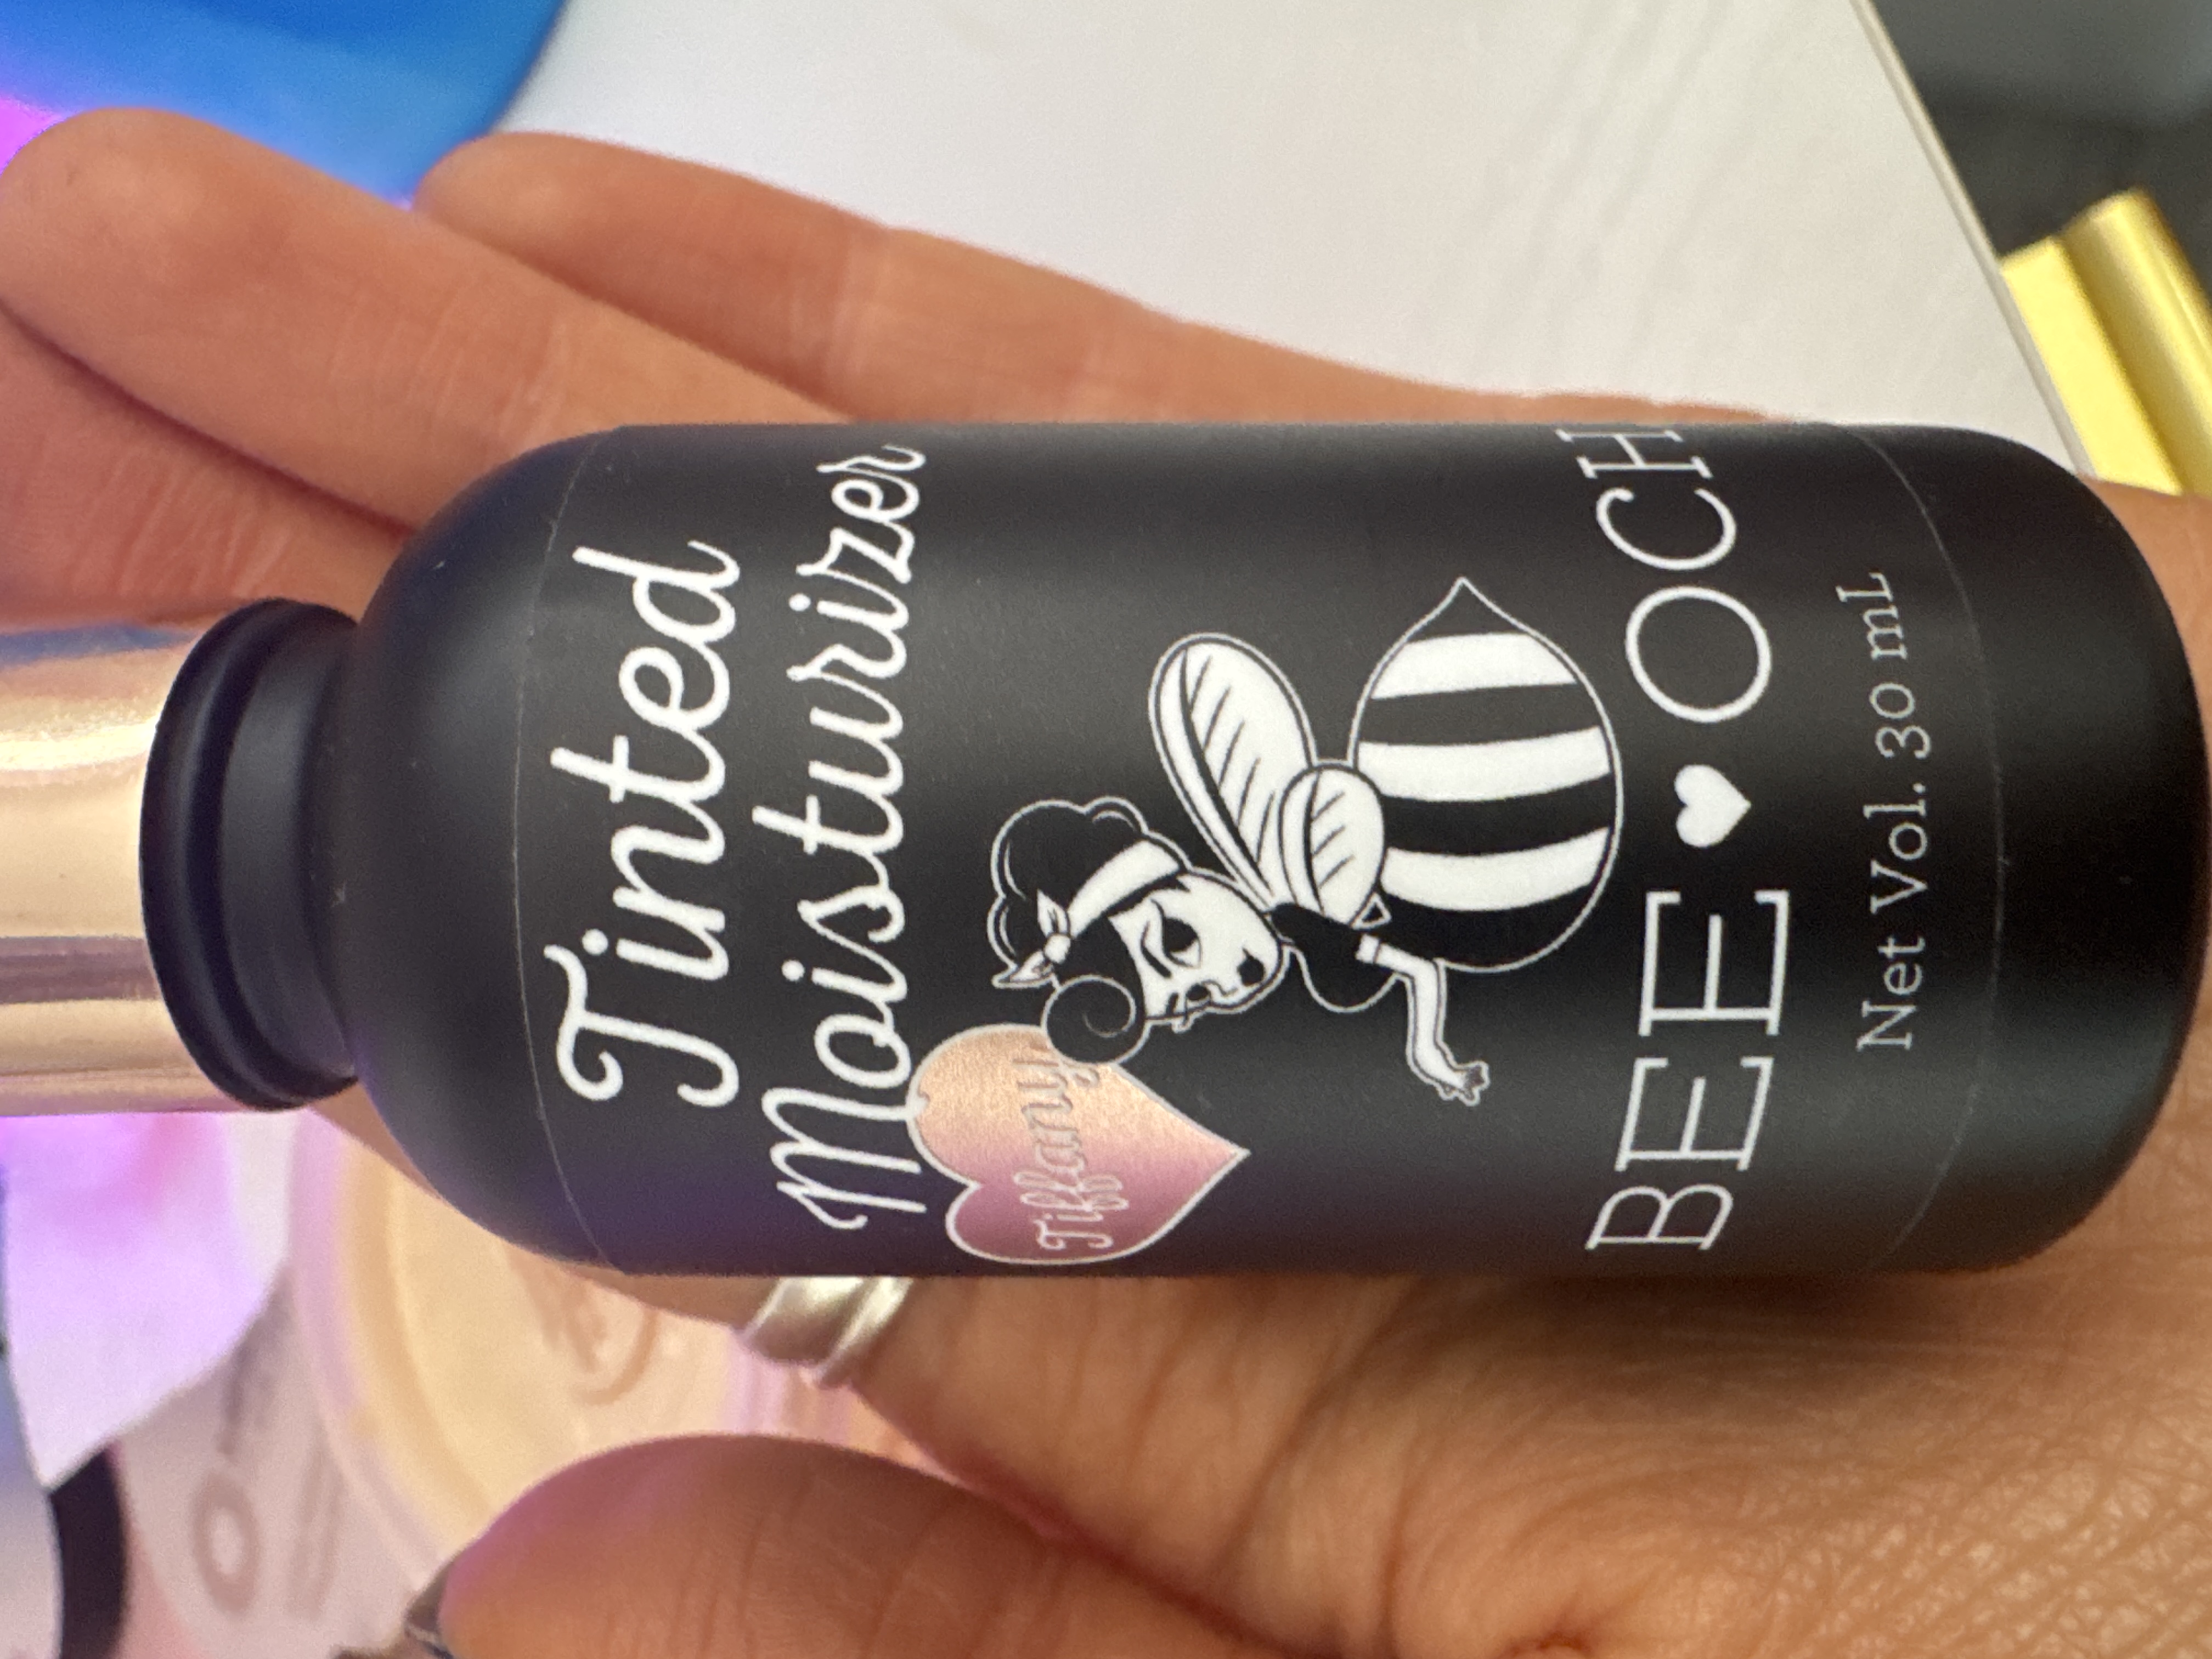 Tinted
Moisturizer
Tiffany
BEE ♥ OCH
Net Vol. 30 mL